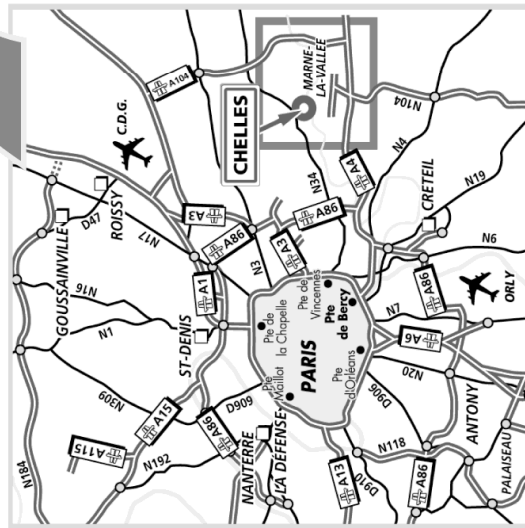 A104
MARNE-
LA-VALLEE
N104
C.D.G.
CHELLES
N4
A4
N34
CRETEIL
N19
D47
ROISSY
A3
A86
A86
GOUSSAINVILLE
N17
A1
N3
A3
N6
A86
ORLY
N16
N1
ST-DENIS
Pte de
la Chapelle
Pte de
Vincennes
Pte
de Bercy
N7
A6
PARIS
Pte
Maillot
Pte
d'Orléans
N20
N309
A15
A115
A86
D909
D906
N184
N192
NANTERRE
LA DEFENSE
A13
D910
N118
A86
ANTONY
PALAISEAU